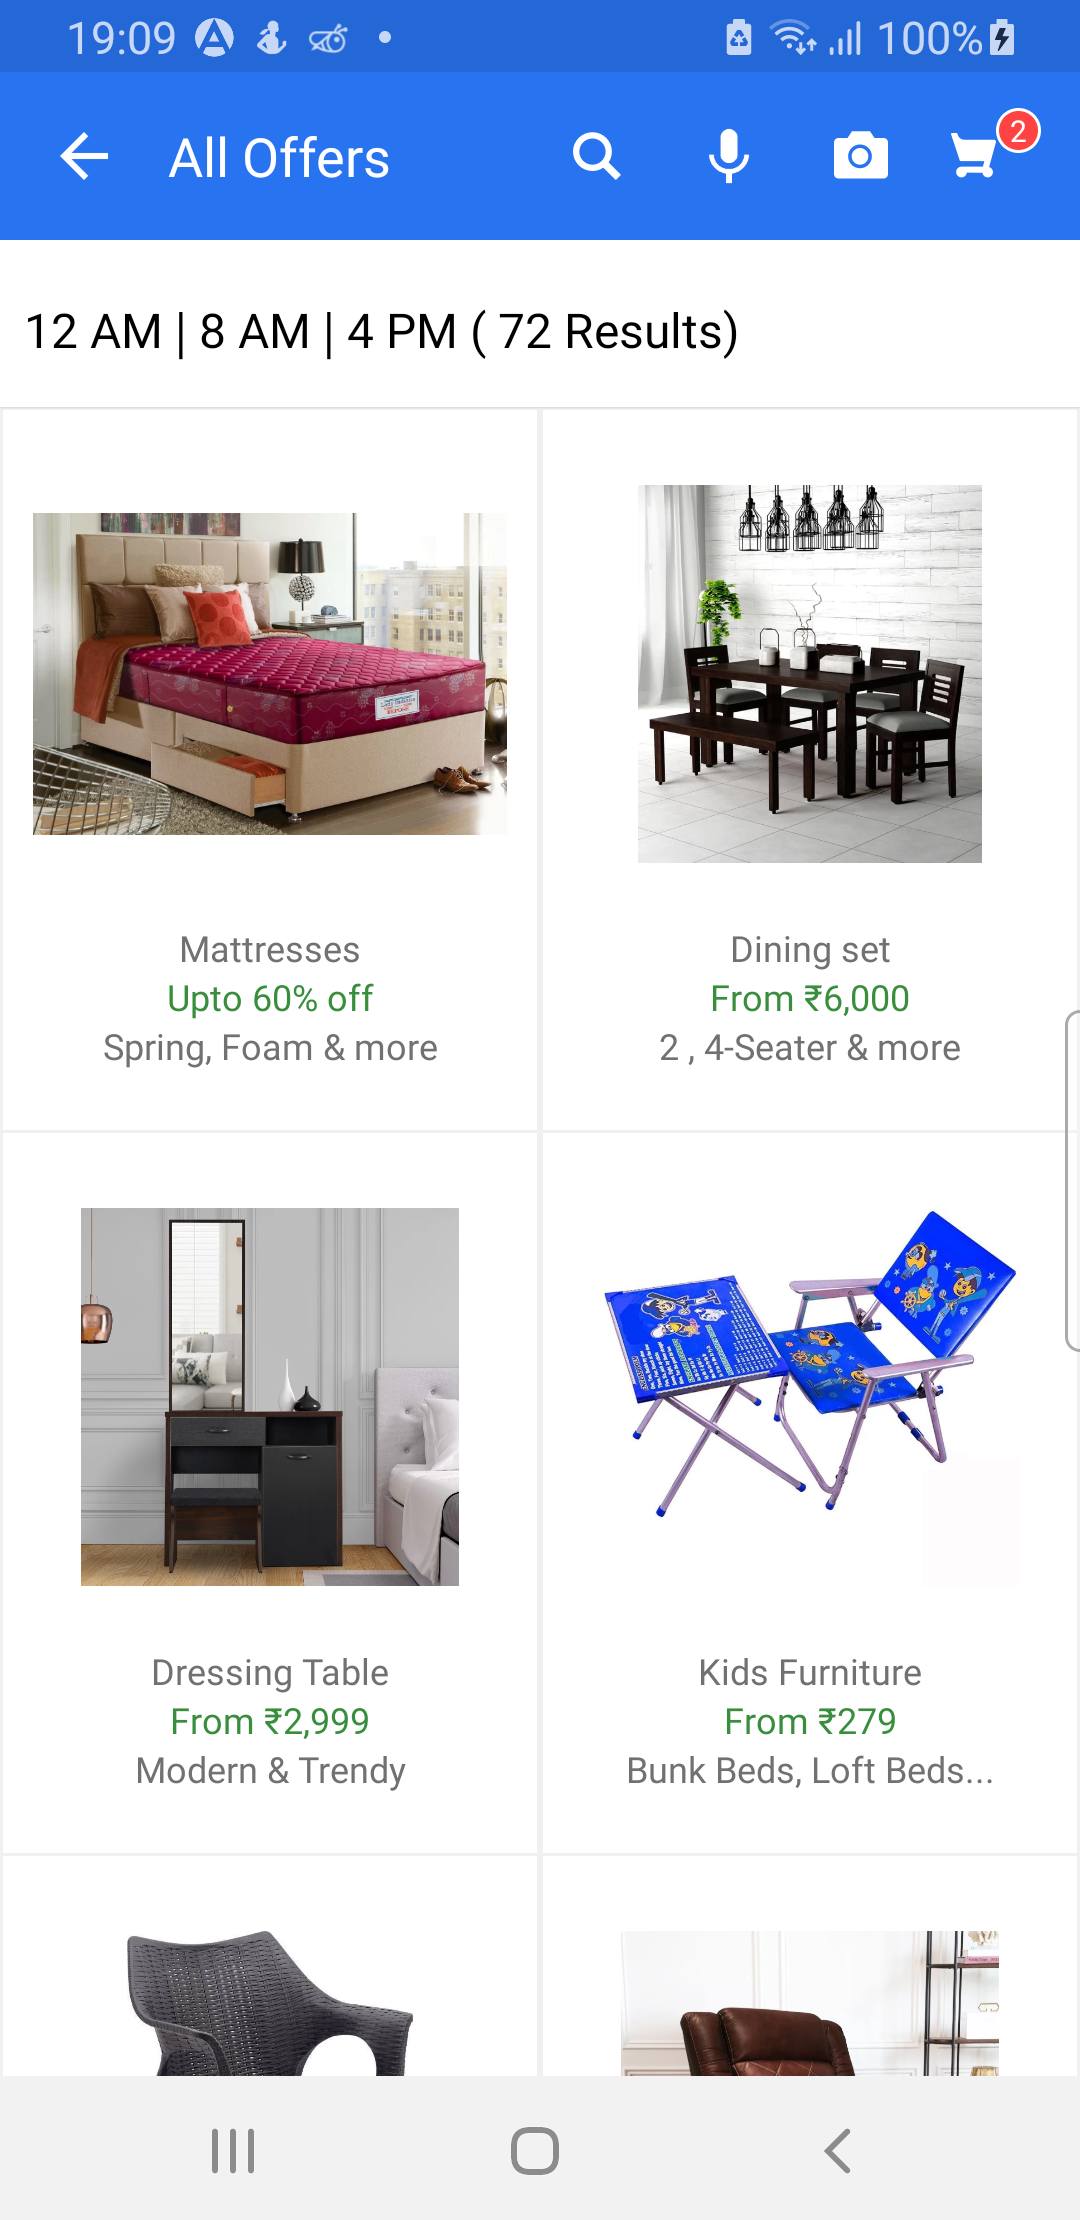 19:09
100%
All Offers
2
12 AM | 8 AM | 4 PM ( 72 Results)
Mattresses
Upto 60% off
Spring, Foam & more
Dining set
From ₹6,000
2 , 4-Seater & more
Dressing Table
From ₹2,999
Modern & Trendy
Kids Furniture
From ₹279
Bunk Beds, Loft Beds...